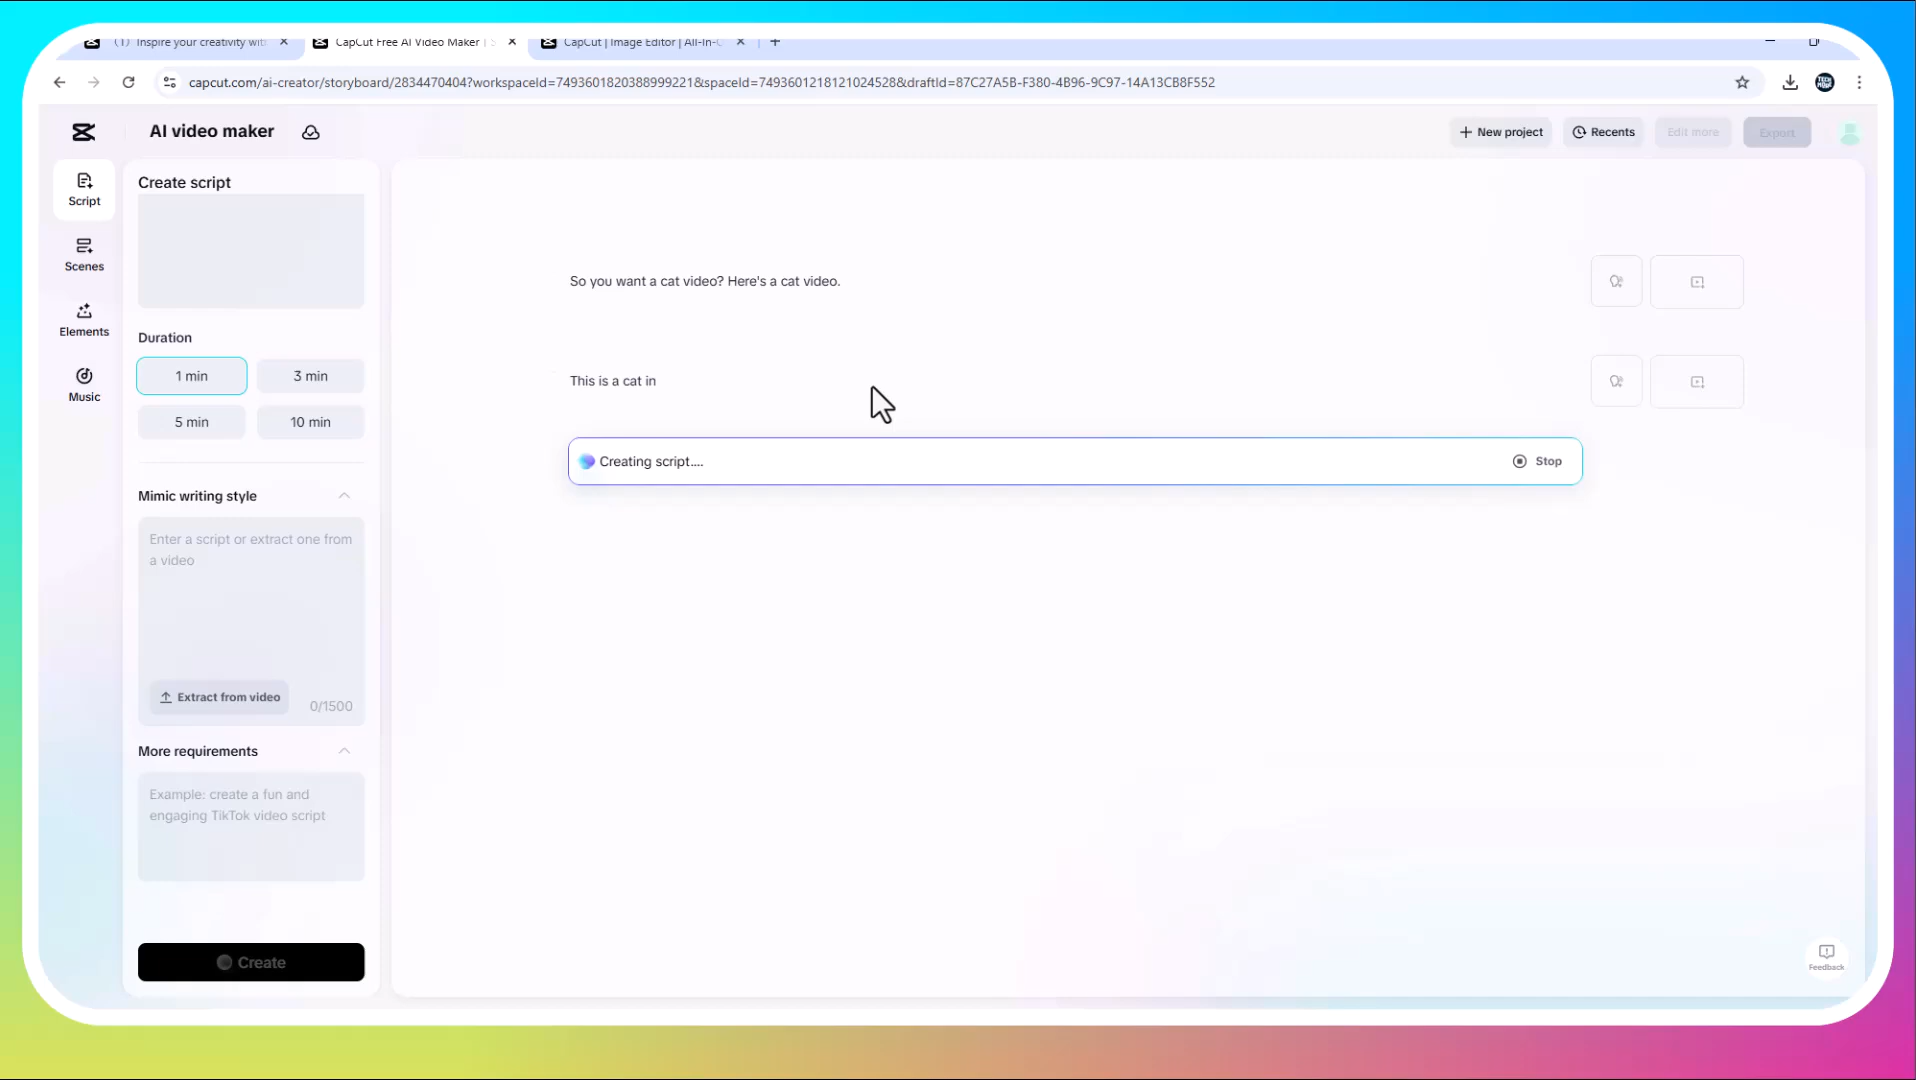 (1) Inspire your creativity with
CapCut Free AI Video Maker | S
CapCut | Image Editor | All-In-O
capcut.com/ai-creator/storyboard/2834470404?workspaceId=7493601820388999221&spaceId=7493601218121024528&draftId=87C27A5B-F380-4B96-9C97-14A13CB8F552
AI video maker
New project
Recents
Edit more
Export
Script
Scenes
Elements
Music
Create script
Duration
1 min
3 min
5 min
10 min
Mimic writing style
Enter a script or extract one from
a video
Extract from video
0/1500
More requirements
Example: create a fun and
engaging TikTok video script
Create
So you want a cat video? Here's a cat video.
This is a cat in
Creating script....
Stop
Feedback